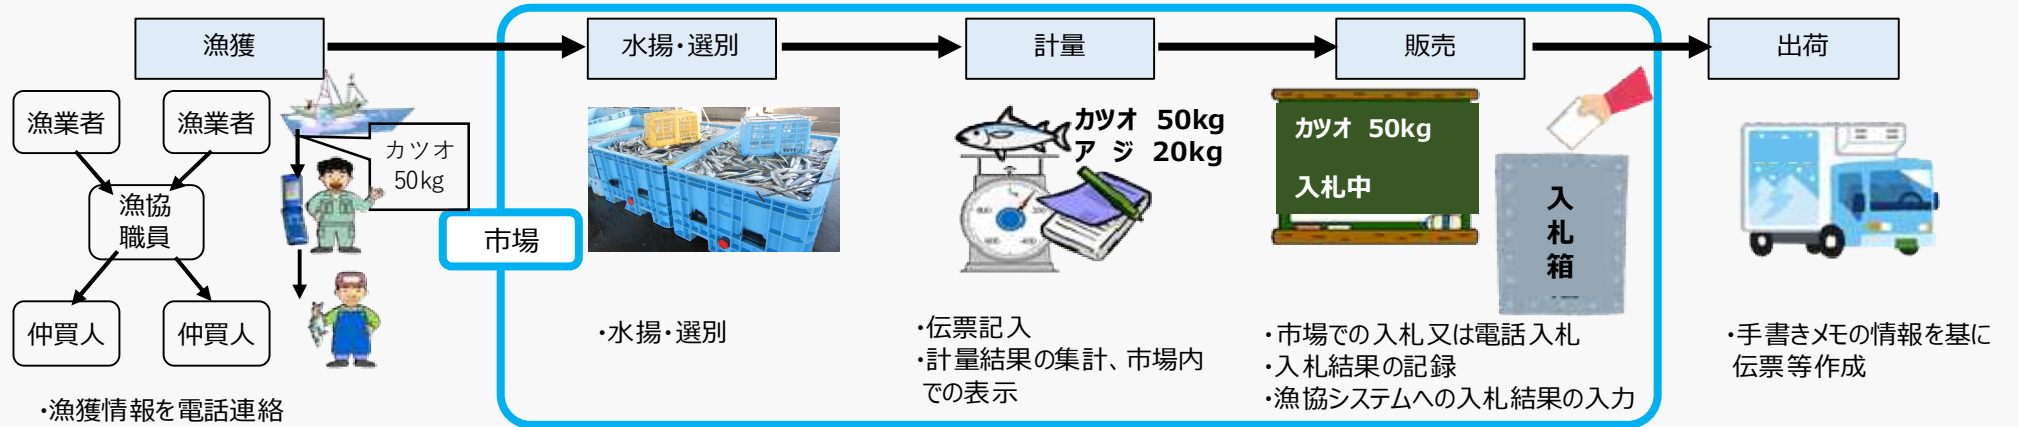 漁獲
水揚・選別
計量
販売
出荷
漁業者
漁業者
漁協
職員
仲買人
仲買人
カツオ
50kg
・漁獲情報を電話連絡
市場
・水揚・選別
カツオ 50kg
ア ジ 20kg
・伝票記入
・計量結果の集計、市場内
での表示
カツオ 50kg
入札中
入札箱
・市場での入札又は電話入札
・入札結果の記録
・漁協システムへの入札結果の入力
・手書きメモの情報を基に
伝票等作成